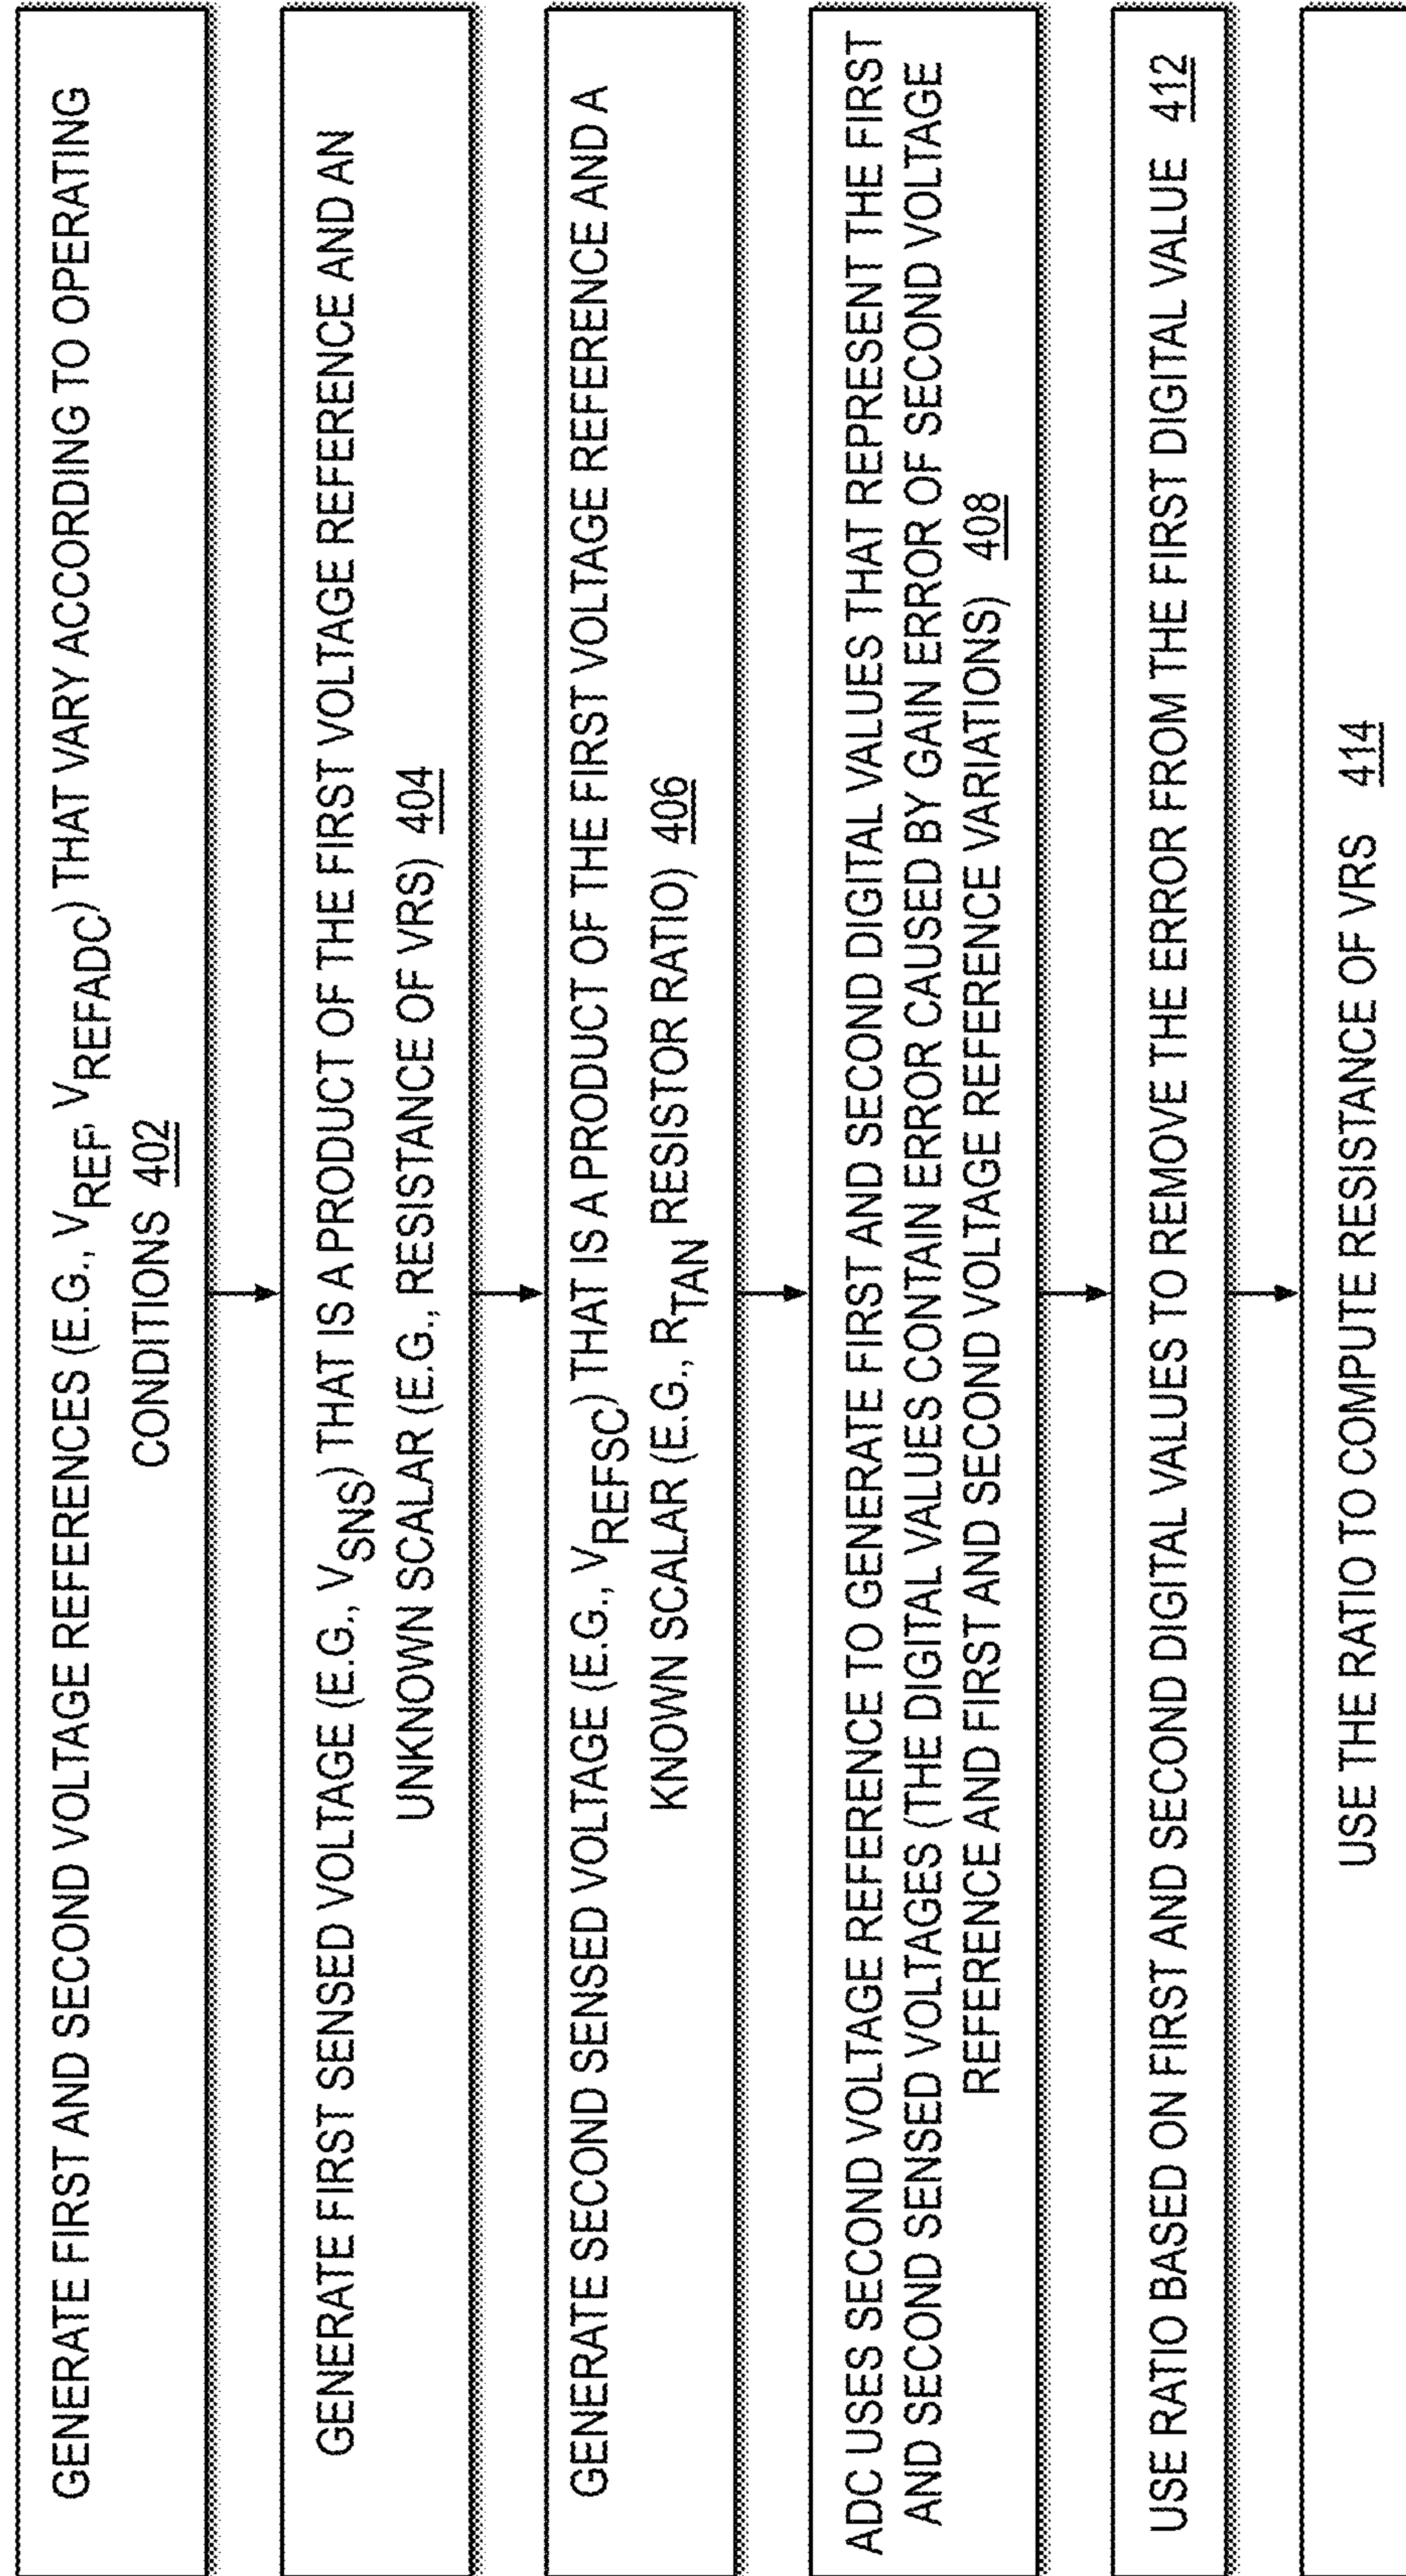 GENERATE FIRST AND SECOND VOLTAGE REFERENCES (E.G., VREF, VREFADC) THAT VARY ACCORDING TO OPERATING
CONDITIONS 402
GENERATE FIRST SENSED VOLTAGE (E.G., VSNS) THAT IS A PRODUCT OF THE FIRST VOLTAGE REFERENCE AND AN
UNKNOWN SCALAR (E.G., RESISTANCE OF VRS) 404
GENERATE SECOND SENSED VOLTAGE (E.G., VREFSC) THAT IS A PRODUCT OF THE FIRST VOLTAGE REFERENCE AND A
KNOWN SCALAR (E.G., RTAN RESISTOR RATIO) 406
ADC USES SECOND VOLTAGE REFERENCE TO GENERATE FIRST AND SECOND DIGITAL VALUES THAT REPRESENT THE FIRST
AND SECOND SENSED VOLTAGES (THE DIGITAL VALUES CONTAIN ERROR CAUSED BY GAIN ERROR OF SECOND VOLTAGE
REFERENCE AND FIRST AND SECOND VOLTAGE REFERENCE VARIATIONS) 408
USE RATIO BASED ON FIRST AND SECOND DIGITAL VALUES TO REMOVE THE ERROR FROM THE FIRST DIGITAL VALUE 412
USE THE RATIO TO COMPUTE RESISTANCE OF VRS 414